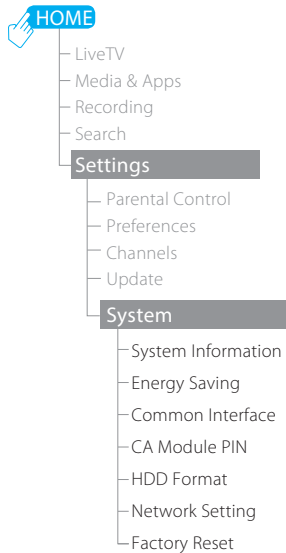 HOME
LiveTV
Media & Apps
Recording
Search
Settings
Parental Control
Preferences
Channels
Update
System
System Information
Energy Saving
Common Interface
CA Module PIN
HDD Format
Network Setting
Factory Reset